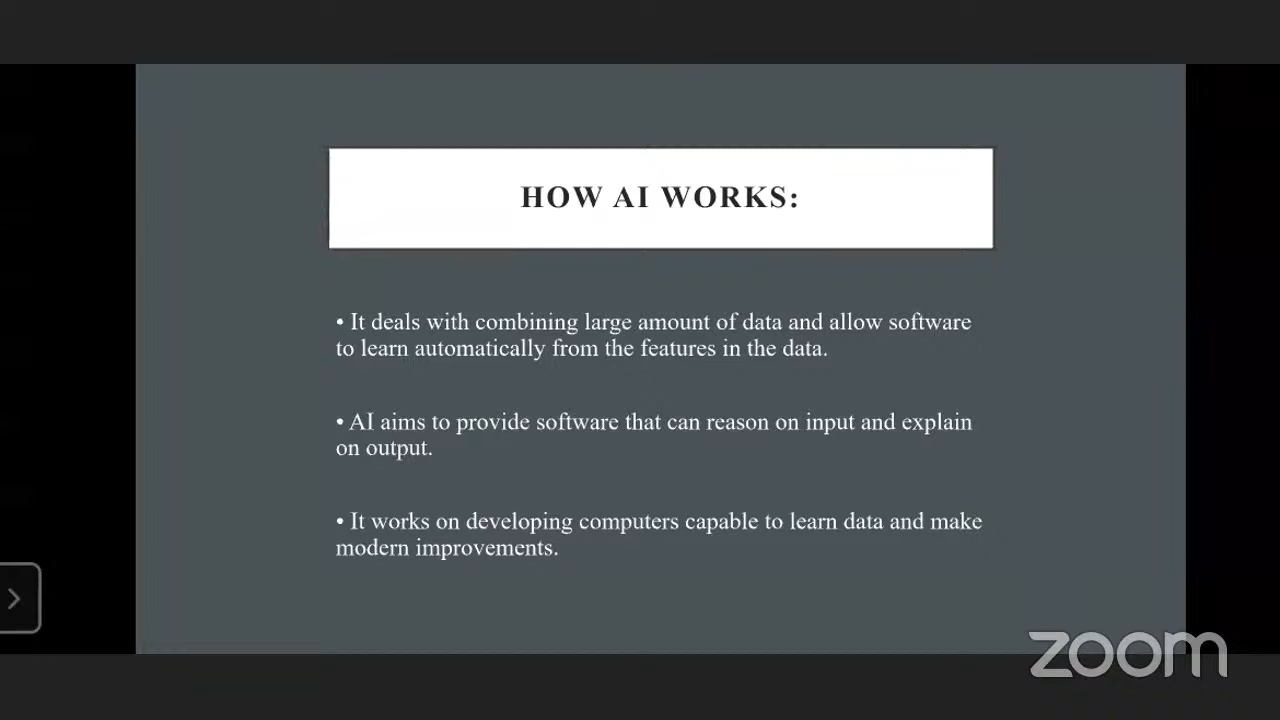 HOW AI WORKS:
• It deals with combining large amount of data and allow software
to learn automatically from the features in the data.
• AI aims to provide software that can reason on input and explain
on output.
• It works on developing computers capable to learn data and make
modern improvements.
zoom